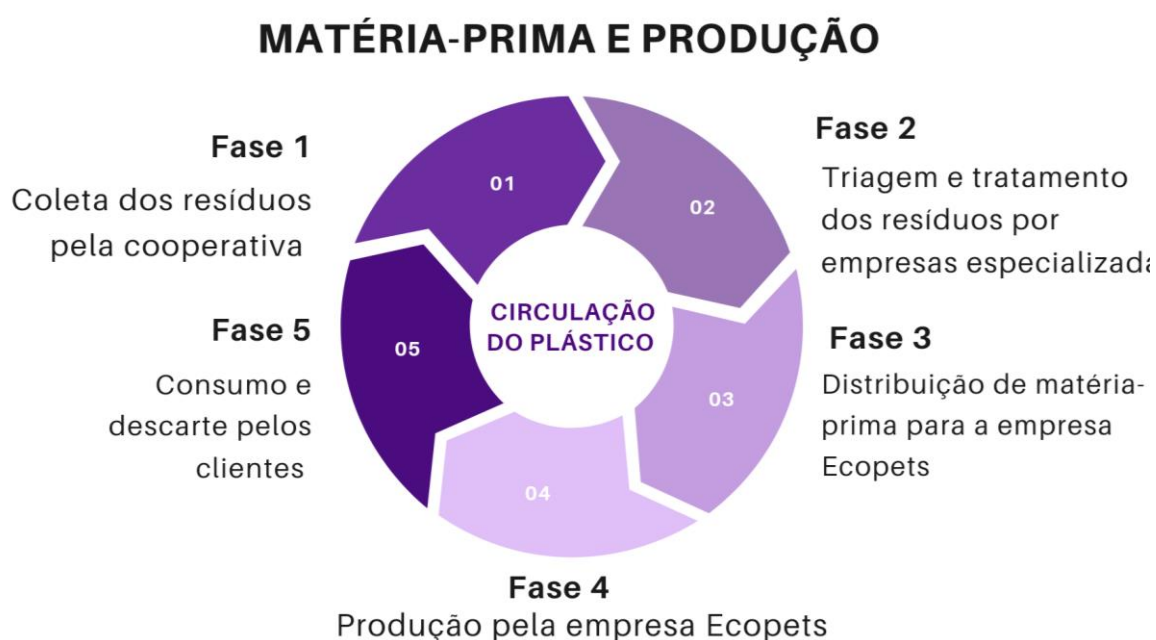 MATÉRIA-PRIMA E PRODUÇÃO
Fase 1
Coleta dos resíduos
pela cooperativa
01
Fase 2
Triagem e tratamento
dos resíduos por
empresas especializada
02
Fase 3
Distribuição de matéria-
prima para a empresa
Ecopets
03
Fase 4
Produção pela empresa Ecopets
04
Fase 5
Consumo e
descarte pelos
clientes
05
CIRCULAÇÃO
DO PLÁSTICO